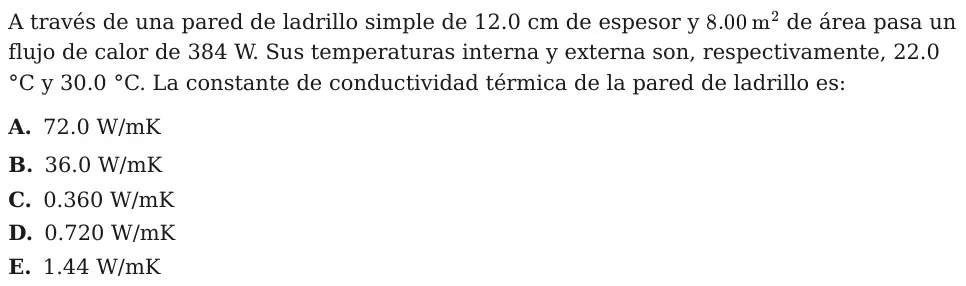 A través de una pared de ladrillo simple de 12.0 cm de espesor y 8.00 m² de área pasa un
flujo de calor de 384 W. Sus temperaturas interna y externa son, respectivamente, 22.0
°C y 30.0 °C. La constante de conductividad térmica de la pared de ladrillo es:
A. 72.0 W/mK
B. 36.0 W/mK
C. 0.360 W/mK
D. 0.720 W/mK
E. 1.44 W/mK